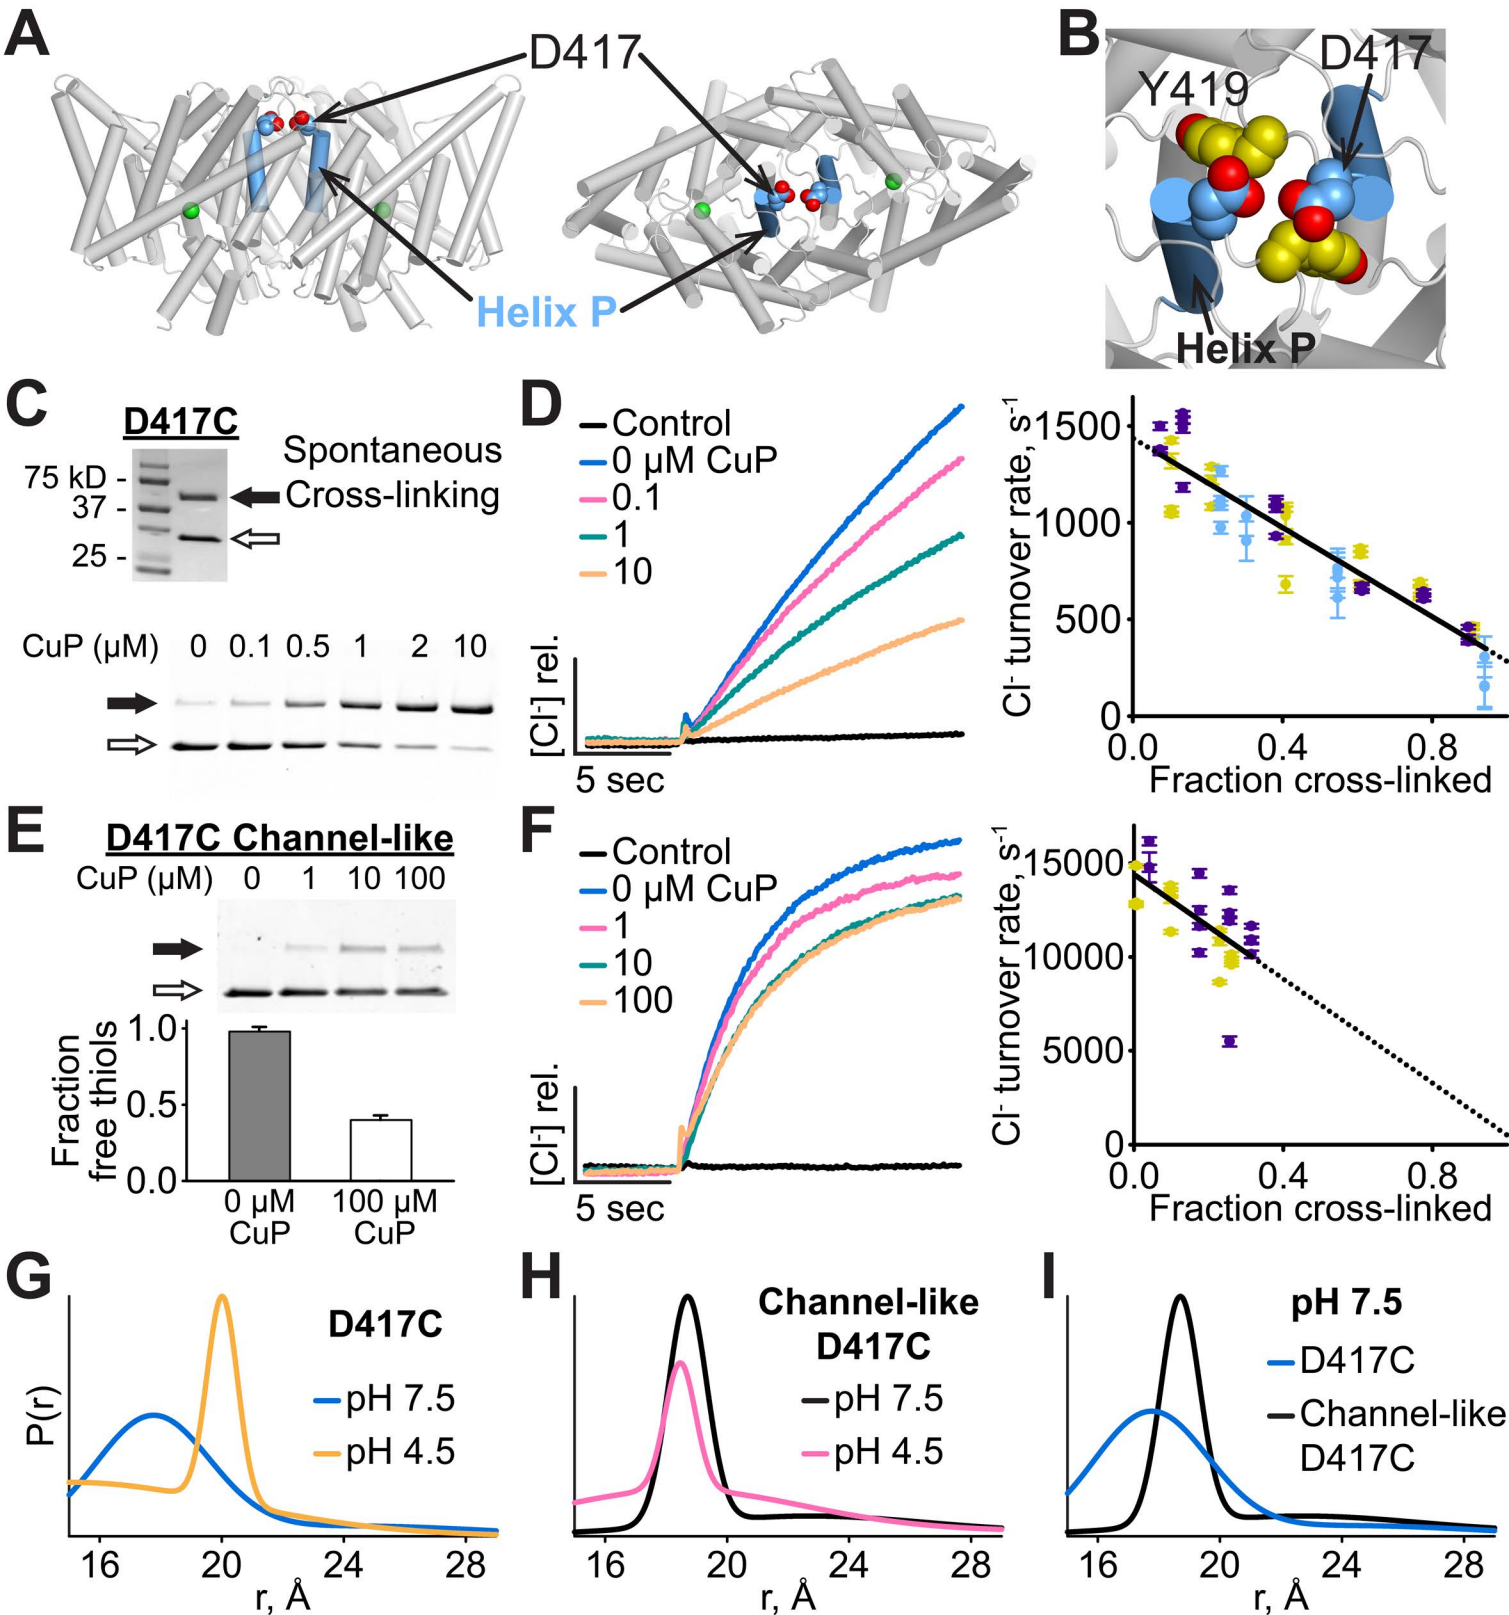 A
D417
Helix P
B
Y419
D417
Helix P
C
D417C
75 kD -
37 -
25 -
Spontaneous
Cross-linking
CuP (µM) 0 0.1 0.5 1 2 10
D
Control
0 µM CuP
0.1
1
10
[Cl-] rel.
5 sec
Cl- turnover rate, s-1
1500
1000
500
0
0.0 0.4 0.8
Fraction cross-linked
E
D417C Channel-like
CuP (µM) 0 1 10 100
Fraction
free thiols
1.0
0.5
0.0
0 µM
CuP
100 µM
CuP
F
Control
0 µM CuP
1
10
100
[Cl-] rel.
5 sec
Cl- turnover rate, s-1
15000
10000
5000
0
0.0 0.4 0.8
Fraction cross-linked
G
D417C
pH 7.5
pH 4.5
P(r)
16 20 24 28
r, Å
H
Channel-like
D417C
pH 7.5
pH 4.5
16 20 24 28
r, Å
I
pH 7.5
D417C
Channel-like
D417C
16 20 24 28
r, Å